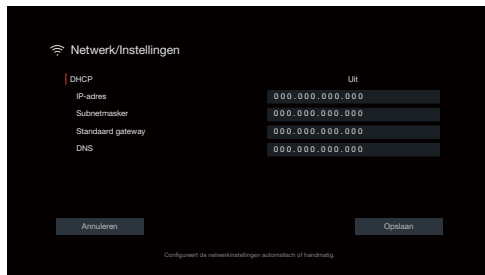 Netwerk/Instellingen
DHCP Uit
IP-adres 000.000.000.000
Subnetmasker 000.000.000.000
Standaard gateway 000.000.000.000
DNS 000.000.000.000
Annuleren Opslaan
Configureert de netwerkinstellingen automatisch of handmatig.